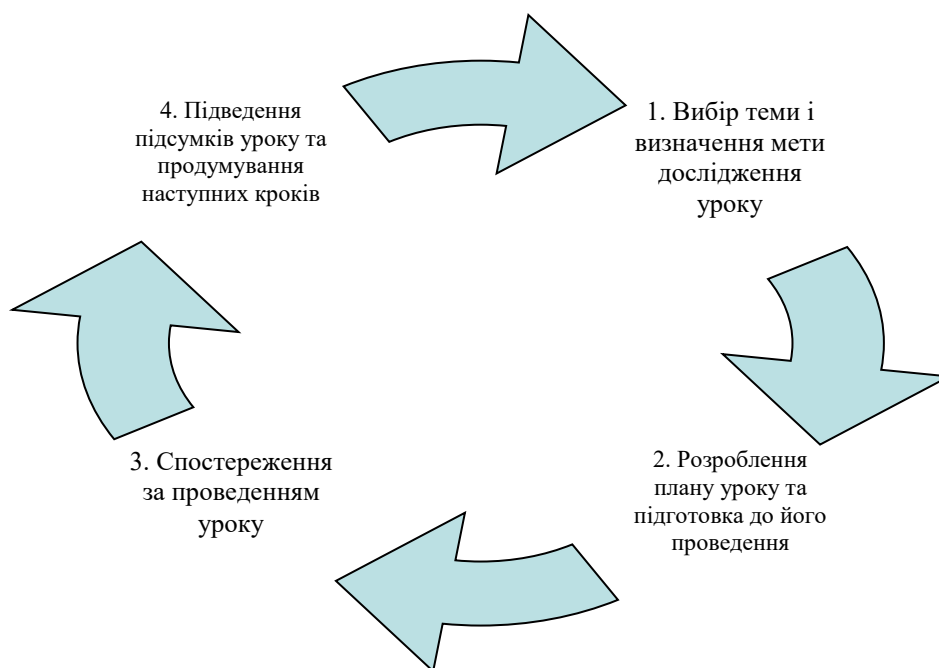 1. Вибір теми і
визначення мети
дослідження
уроку
2. Розроблення
плану уроку та
підготовка до його
проведення
3. Спостереження
за проведенням
уроку
4. Підведення
підсумків уроку та
продумування
наступних кроків